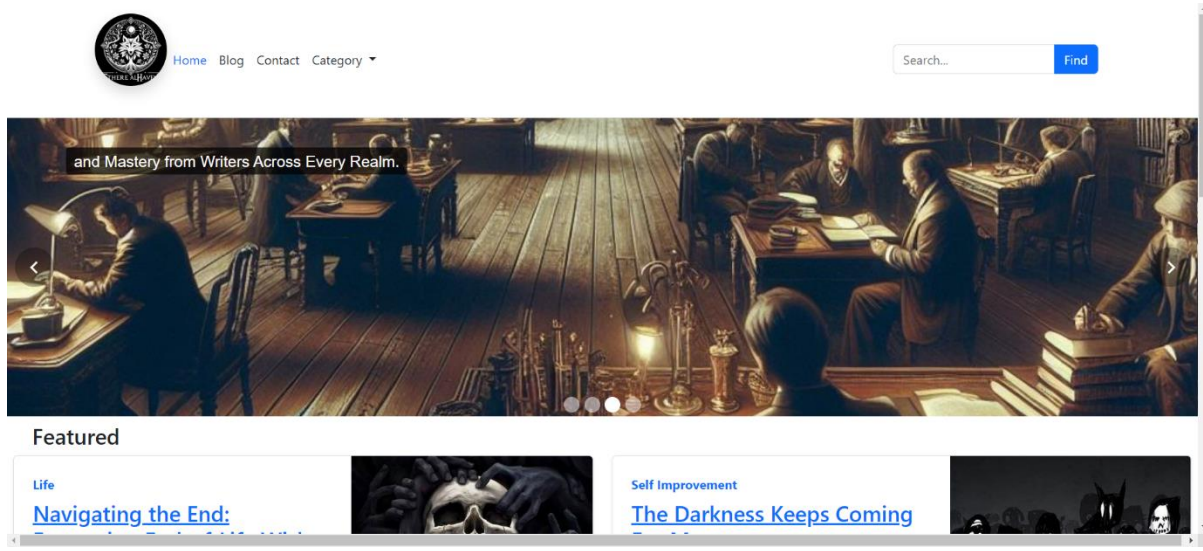 Home Blog Contact Category
Search... Find
and Mastery from Writers Across Every Realm.
Featured
Life
Navigating the End:
Self Improvement
The Darkness Keeps Coming